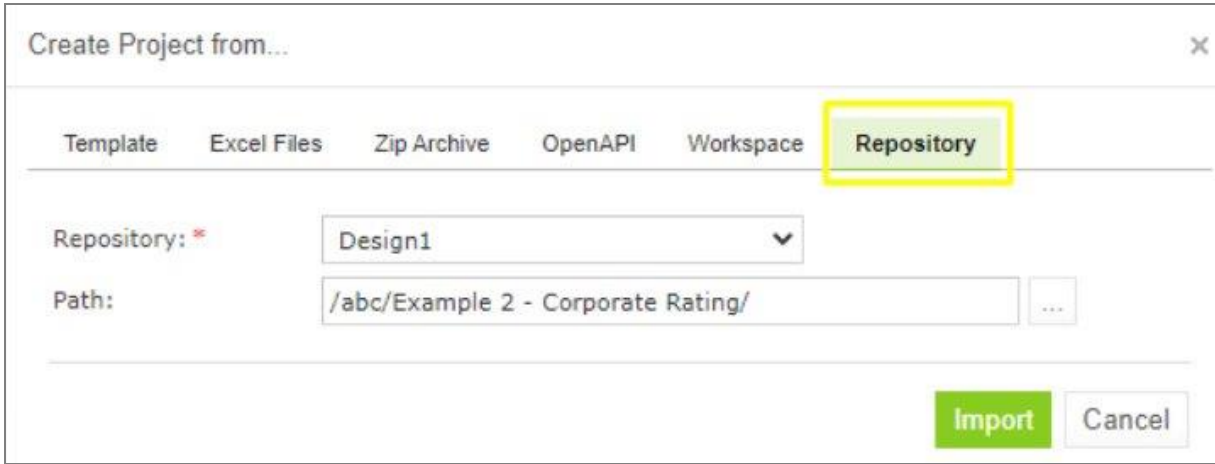 Create Project from...
×
Template Excel Files Zip Archive OpenAPI Workspace Repository
Repository: * Design1
Path: /abc/Example 2 - Corporate Rating/ ...
Import Cancel